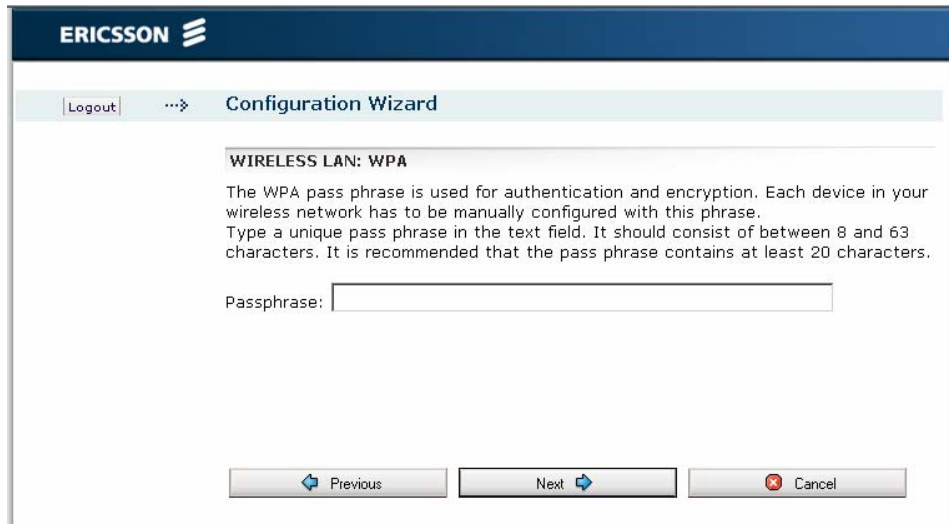 ERICSSON
Logout
Configuration Wizard
WIRELESS LAN: WPA
The WPA pass phrase is used for authentication and encryption. Each device in your
wireless network has to be manually configured with this phrase.
Type a unique pass phrase in the text field. It should consist of between 8 and 63
characters. It is recommended that the pass phrase contains at least 20 characters.
Passphrase:
Previous
Next
Cancel